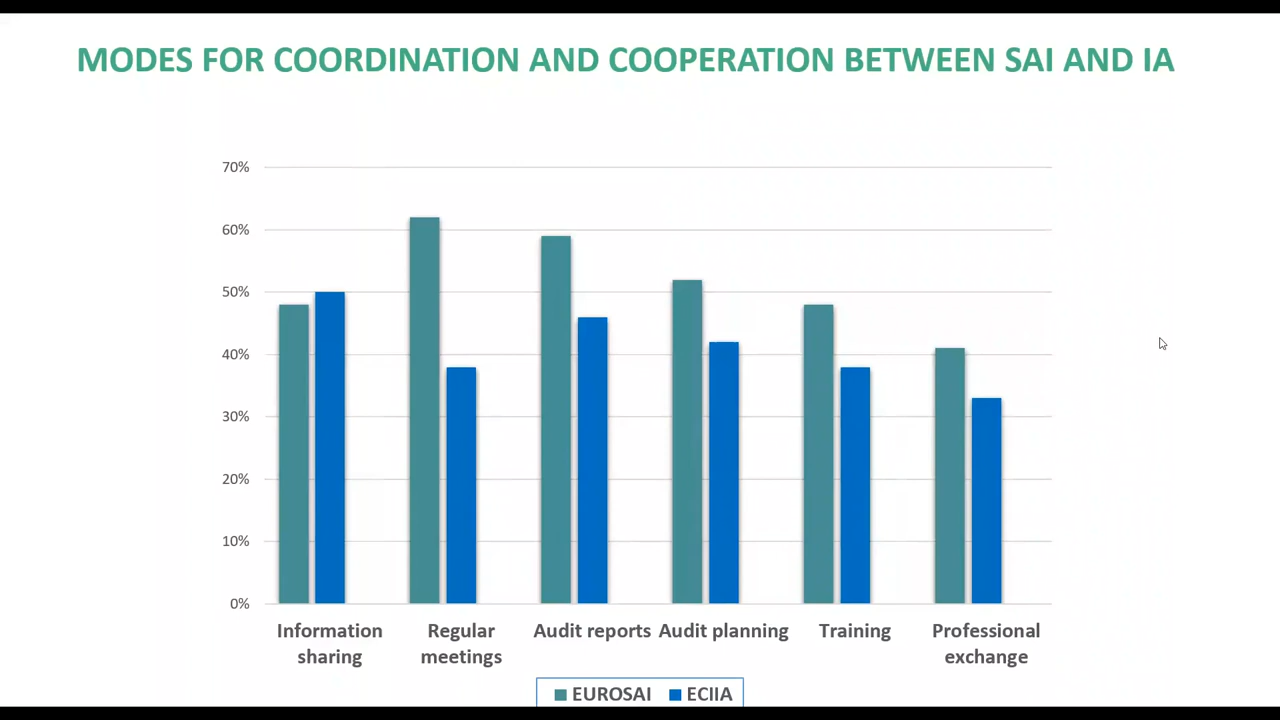 MODES FOR COORDINATION AND COOPERATION BETWEEN SAI AND IA
70%
60%
50%
40%
30%
20%
10%
0%
Information sharing
Regular meetings
Audit reports
Audit planning
Training
Professional exchange
EUROSAI
ECIIA